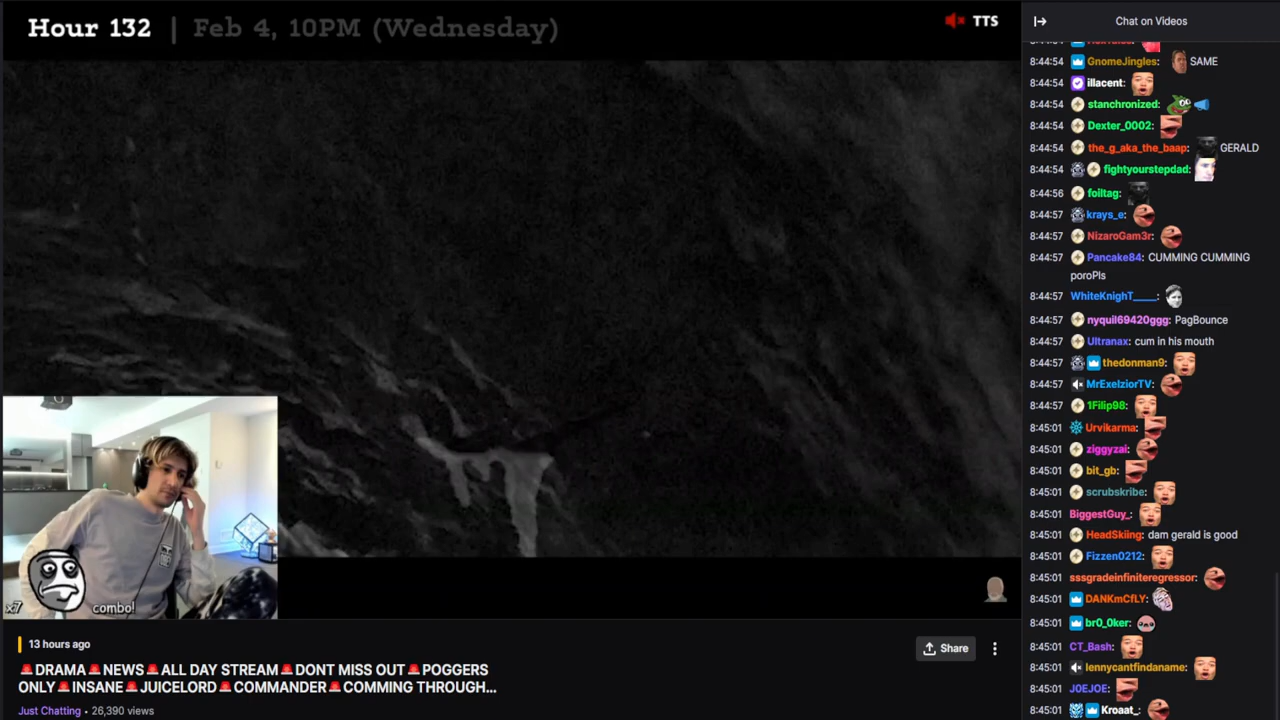 Hour 132 | Feb 4, 10PM (Wednesday)
TTS
x7 combo!
13 hours ago
Share
🚨DRAMA🚨NEWS🚨ALL DAY STREAM🚨DONT MISS OUT🚨POGGERS
ONLY🚨INSANE🚨JUICELORD🚨COMMANDER🚨COMMING THROUGH...
Just Chatting • 26,390 views
Chat on Videos
8:44:54 GnomeJingles: SAME
8:44:54 illacent:
8:44:54 stanchronized:
8:44:54 Dexter_0002:
8:44:54 the_g_aka_the_baap: GERALD
8:44:54 fightyourstepdad:
8:44:56 foiltag:
8:44:57 krays_e:
8:44:57 NizaroGam3r:
8:44:57 Pancake84: CUMMING CUMMING
poroPls
8:44:57 WhiteKnighT_____:
8:44:57 nyquil69420ggg: PagBounce
8:44:57 Ultranax: cum in his mouth
8:44:57 thedonman9:
8:44:57 MrExelziorTV:
8:44:57 1Filip98:
8:45:01 Urvikarma:
8:45:01 ziggyzai:
8:45:01 bit_gb:
8:45:01 scrubskribe:
8:45:01 BiggestGuy_:
8:45:01 HeadSkiing: dam gerald is good
8:45:01 Fizzen0212:
8:45:01 sssgradeinfiniteregressor:
8:45:01 DANKmCfLY:
8:45:01 br0_0ker:
8:45:01 CT_Bash:
8:45:01 lennycantfindaname:
8:45:01 J0EJOE:
8:45:01 Kroaat_: